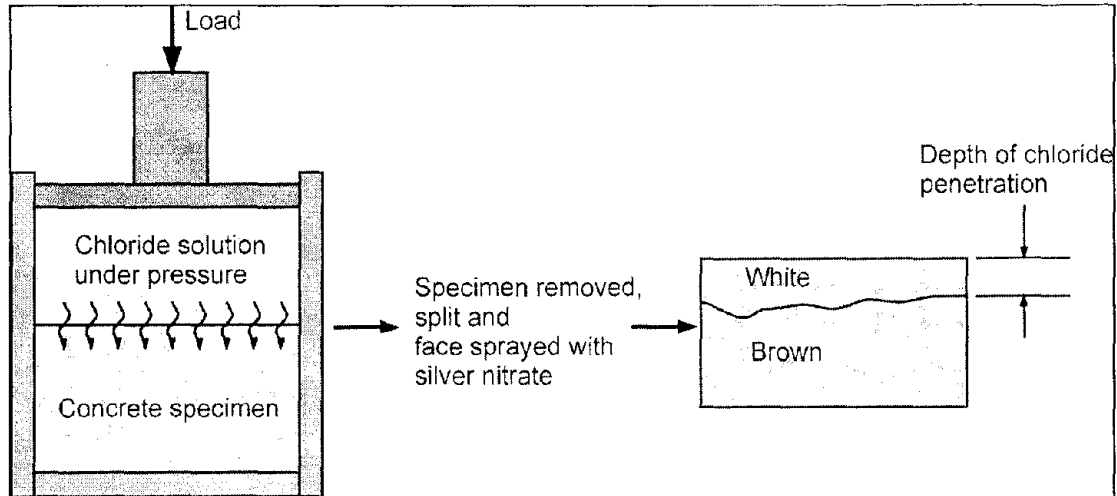 Load
Depth of chloride
penetration
Chloride solution
under pressure
Specimen removed,
split and
face sprayed with
silver nitrate
White
Brown
Concrete specimen